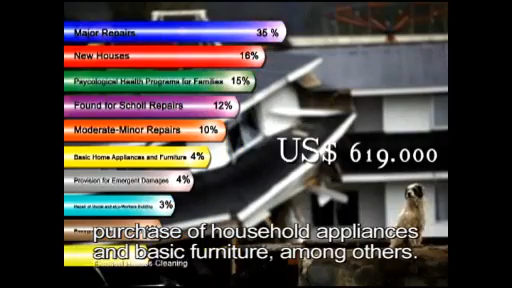 Major Repairs 35 %
New Houses 16%
Paycological Health Programs for Families 15%
Found for Scholl Repairs 12%
Moderate-Minor Repairs 10%
Basic Home Appliances and Furniture 4%
Provision for Emergent Damages 4%
3%
US$ 619.000
purchase of household appliances
and basic furniture, among others.
Cleaning